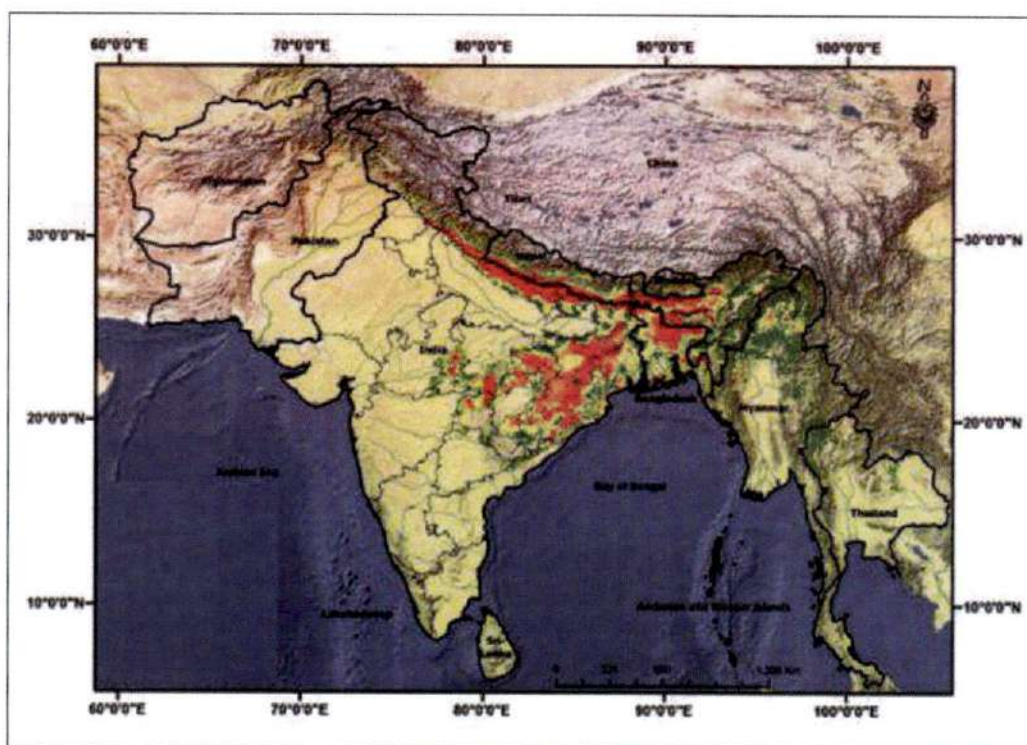 60°0'0"E 70°0'0"E 80°0'0"E 90°0'0"E 100°0'0"E
N
China
Tibet
30°0'0"N 30°0'0"N
Pakistan
India
20°0'0"N 20°0'0"N
Bangladesh
Myanmar
Arabian Sea
Bay of Bengal
Thailand
10°0'0"N 10°0'0"N
Lakshadweep
Andaman and Nicobar Islands
Sri
Lanka
0
60°0'0"E 70°0'0"E 80°0'0"E 90°0'0"E 100°0'0"E